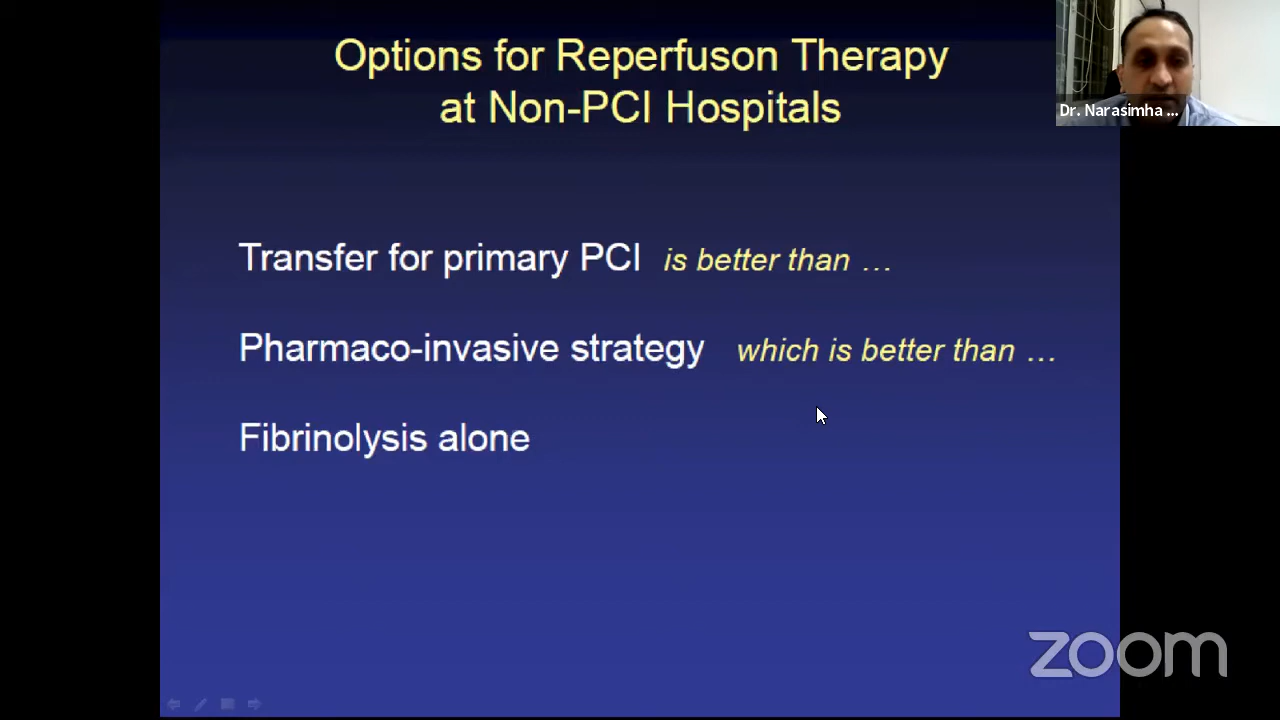 Options for Reperfuson Therapy
at Non-PCI Hospitals
Dr. Narasimha ...
Transfer for primary PCI is better than …
Pharmaco-invasive strategy which is better than …
Fibrinolysis alone
zoom